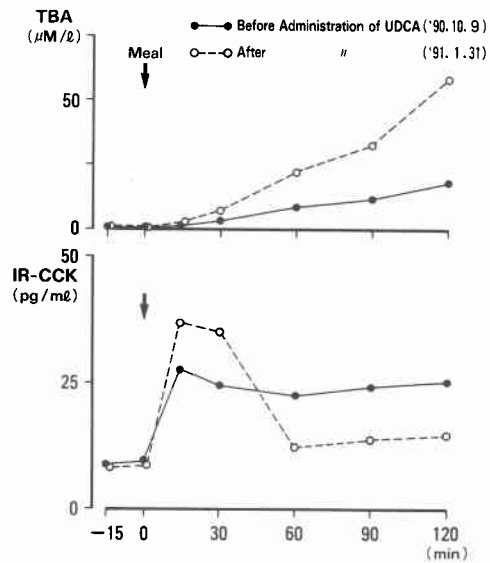 TBA
(μM/ℓ)
Before Administration of UDCA ('90.10.9)
After 〃 ('91.1.31)
Meal
50
0
50
IR-CCK
(pg/mℓ)
25
0
−15 0 30 60 90 120
(min)